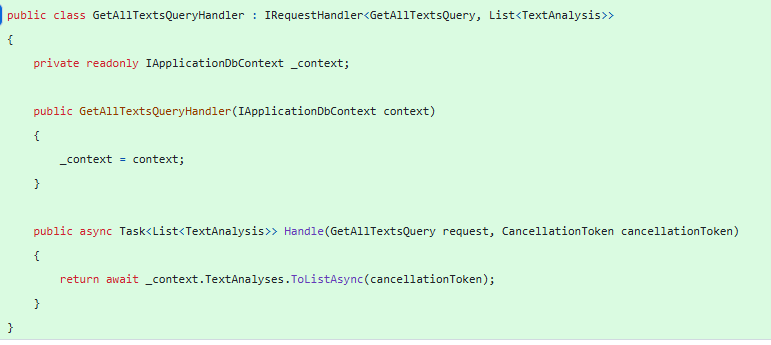 public class GetAllTextsQueryHandler : IRequestHandler<GetAllTextsQuery, List<TextAnalysis>>
{
    private readonly IApplicationDbContext _context;

    public GetAllTextsQueryHandler(IApplicationDbContext context)
    {
        _context = context;
    }

    public async Task<List<TextAnalysis>> Handle(GetAllTextsQuery request, CancellationToken cancellationToken)
    {
        return await _context.TextAnalyses.ToListAsync(cancellationToken);
    }
}